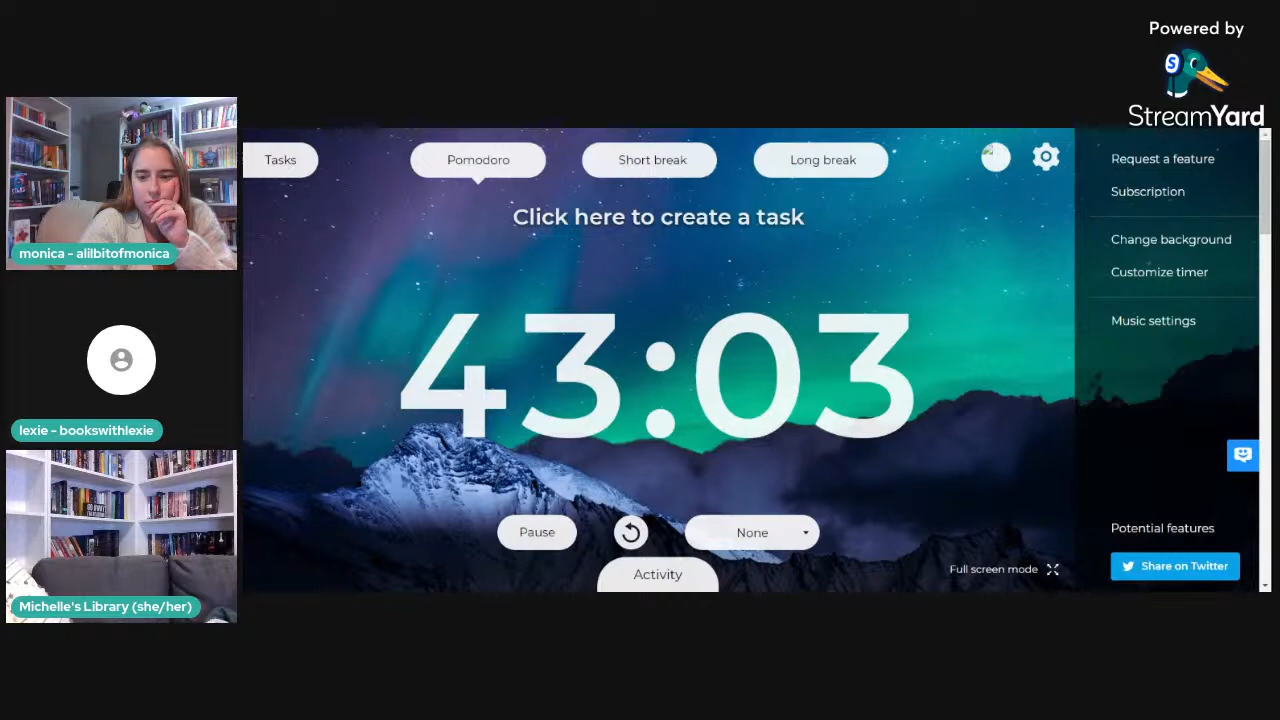 Powered by
StreamYard
monica - alilbitofmonica
lexie - bookswithlexie
Michelle's Library (she/her)
Tasks
Pomodoro
Short break
Long break
Click here to create a task
43:03
Pause
None
Activity
Full screen mode
Request a feature
Subscription
Change background
Customize timer
Music settings
Potential features
Share on Twitter